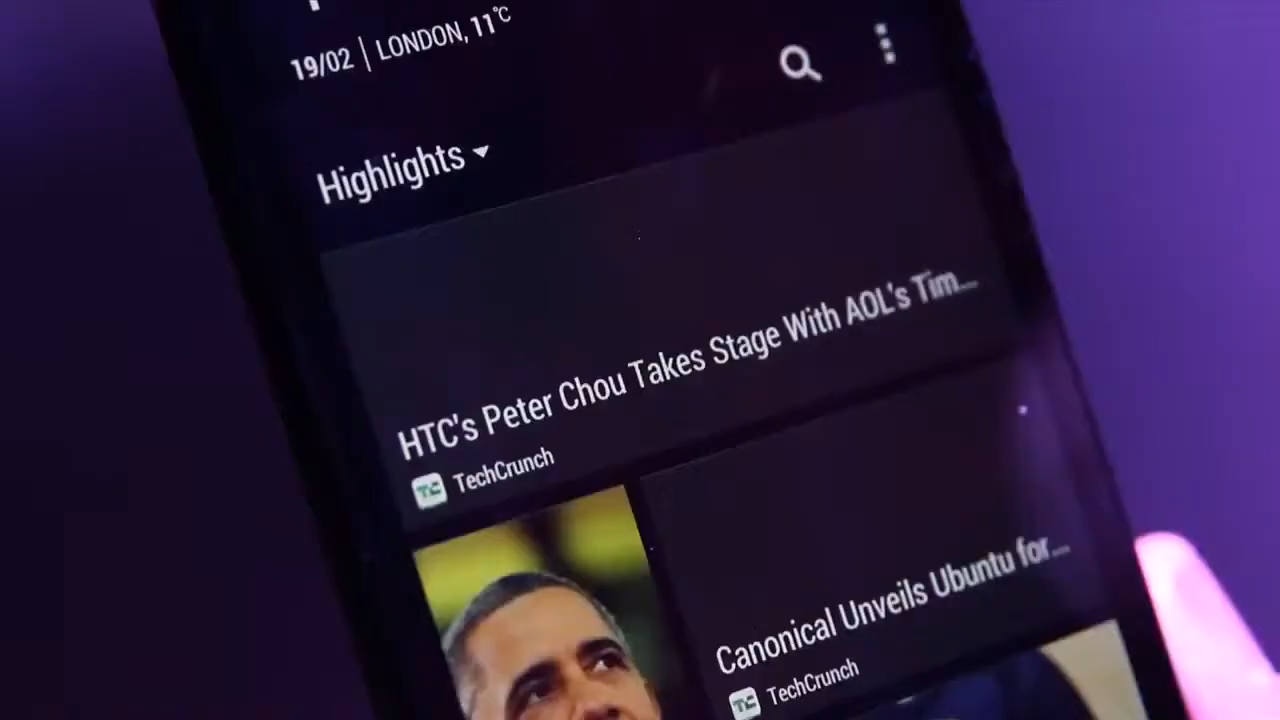 19/02 | LONDON, 11°C
Highlights
HTC's Peter Chou Takes Stage With AOL's Tim...
TechCrunch
Canonical Unveils Ubuntu for...
TechCrunch